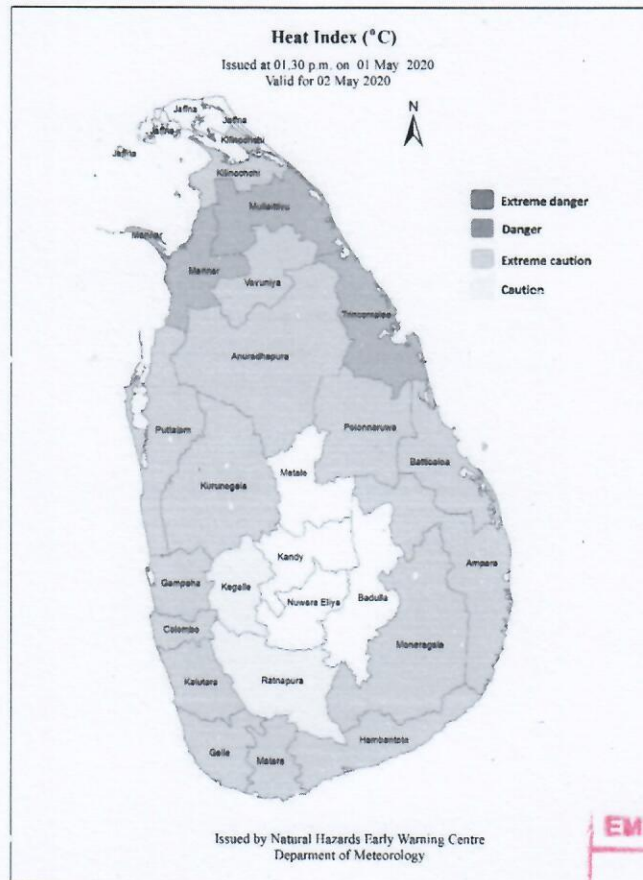 Heat Index (°C)
Issued at 01.30 p.m. on 01 May 2020
Valid for 02 May 2020
N
Jaffna
Jaffna
Jaffna
Jaffna
Kilinochchi
Kilinochchi
Mullaitivu
Mannar
Mannar
Vavuniya
Trincomalee
Anuradhapura
Extreme danger
Danger
Extreme caution
Caution
Puttalam
Polonnaruwa
Batticaloa
Matale
Kurunegala
Kandy
Ampara
Gampaha
Kegalle
Nuwara Eliya
Badulla
Colombo
Moneragala
Kalutara
Ratnapura
Hambantota
Galle
Matara
Issued by Natural Hazards Early Warning Centre
Deparment of Meteorology
EM